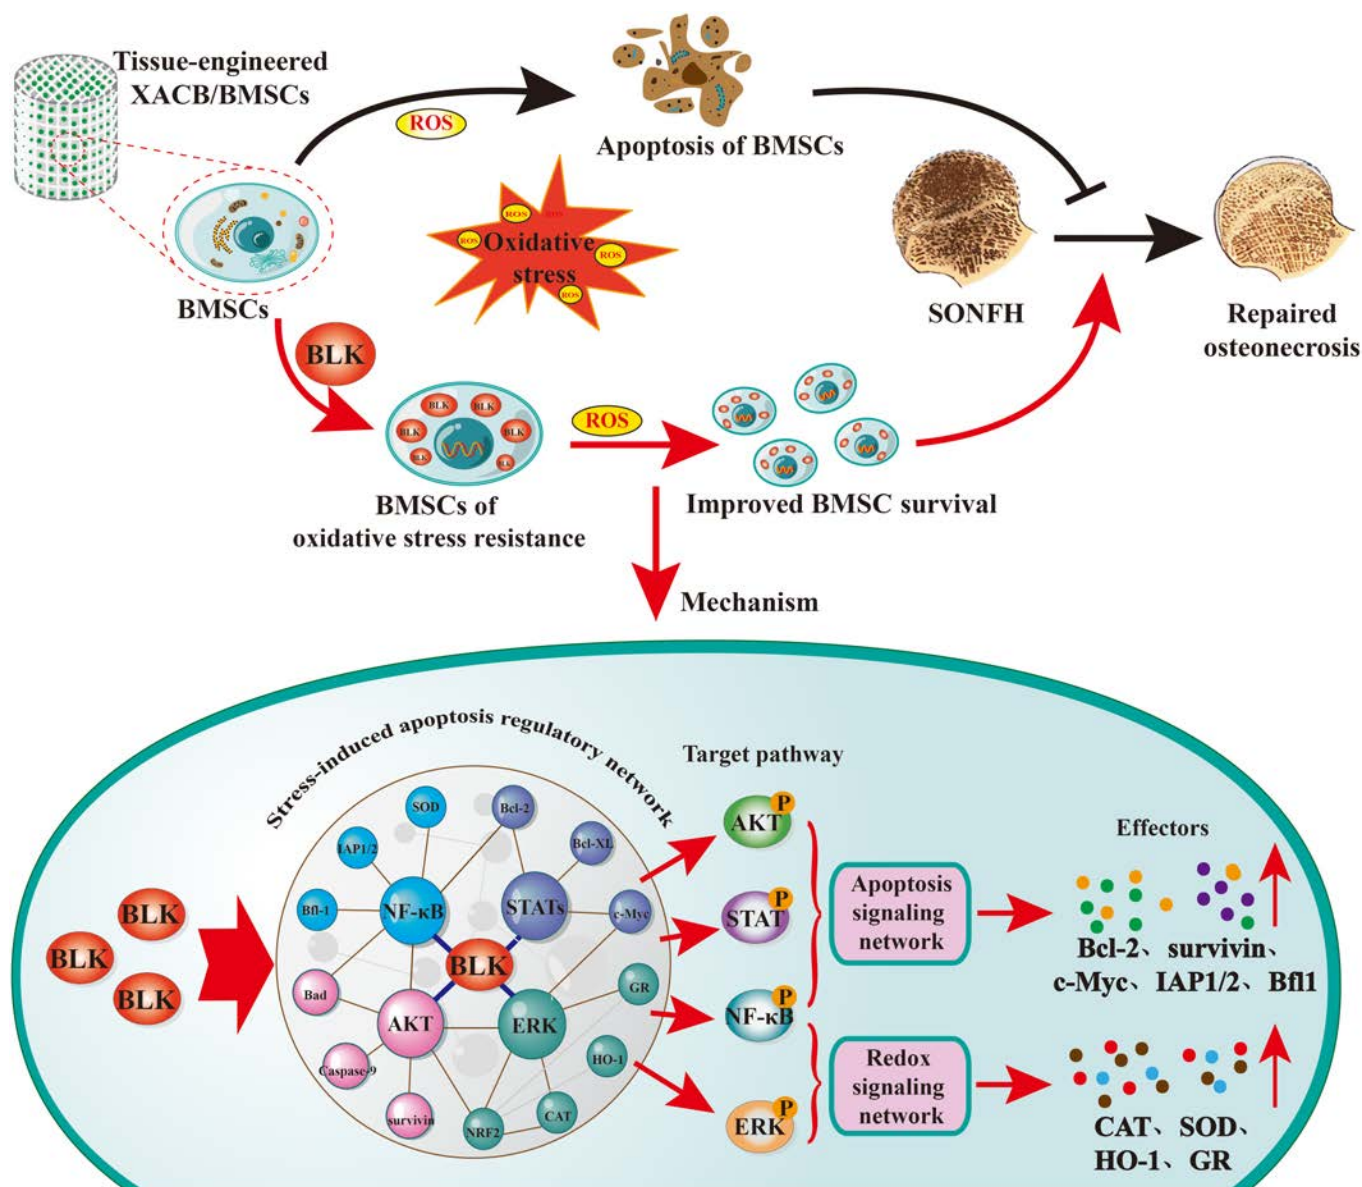 Tissue-engineered
XACB/BMSCs
ROS
Apoptosis of BMSCs
BMSCs
ROS
ROS
ROS
ROS
ROS
Oxidative
stress
SONFH
Repaired
osteonecrosis
BLK
BLK
BLK
BLK
BLK
BLK
BLK
ROS
BMSCs of
oxidative stress resistance
Improved BMSC survival
Mechanism
Stress-induced apoptosis regulatory network
BLK
BLK
BLK
SOD
Bcl-2
IAP1/2
Bcl-XL
Bfl-1
NF-κB
STATs
c-Myc
BLK
Bad
GR
AKT
ERK
Caspase-9
HO-1
survivin
NRF2
CAT
Target pathway
P
AKT
P
STAT
P
NF-κB
P
ERK
Apoptosis
signaling
network
Redox
signaling
network
Effectors
Bcl-2、survivin、
c-Myc、IAP1/2、Bfl1
CAT、SOD、
HO-1、GR